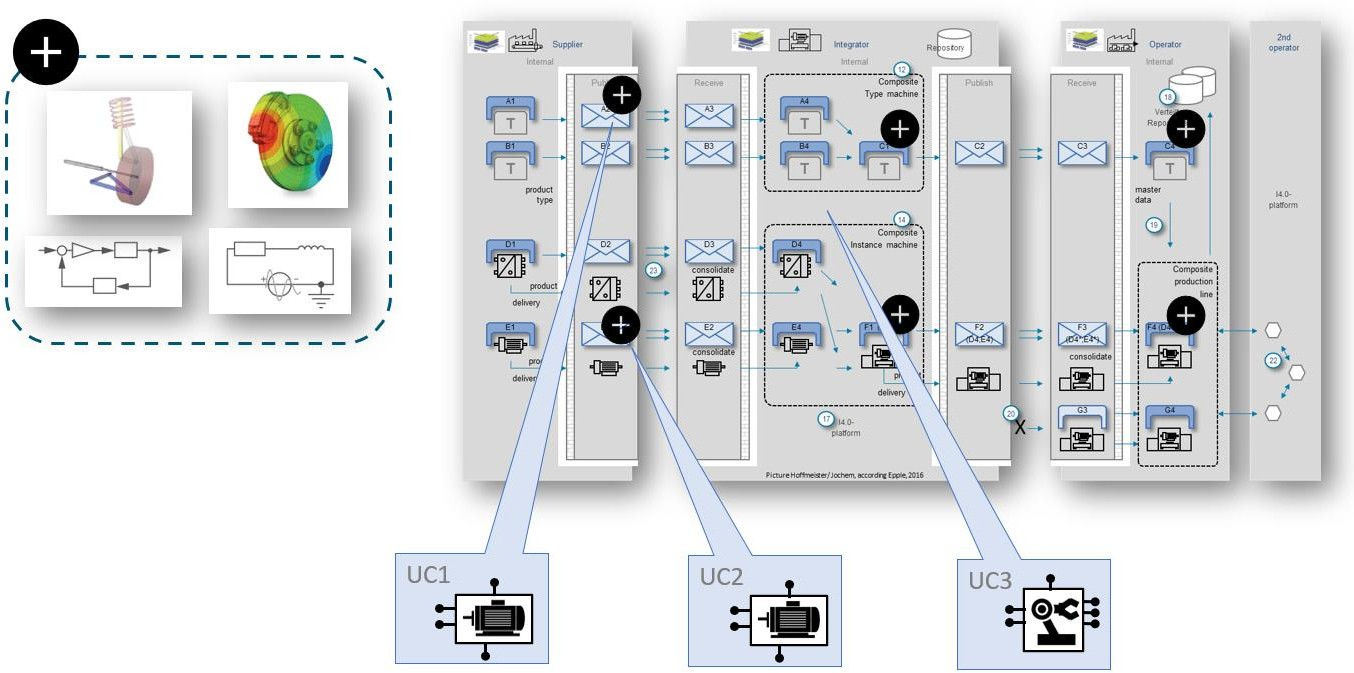 Supplier
Internal
Integrator
Internal
Repository
Operator
Internal
2nd
operator
Publ
Receive
Publish
Receive
12
Composite
Type machine
18
A1
T
A2
A3
A4
T
B1
T
B2
B3
B4
T
C1
T
C2
C3
C4
T
product
type
master
data
I4.0-
platform
19
14
Composite
Instance machine
D1
D2
D3
D4
consolidate
23
product
delivery
Composite
production
line
E1
E2
E4
F1
F2
(D4,E4)
F3
(D4*,E4*)
F4 (D4
consolidate
consolidate
delivery
delivery
22
G3
G4
20
X
17
I4.0-
platform
Picture Hoffmeister/Jochem, according Epple, 2016
UC1
UC2
UC3